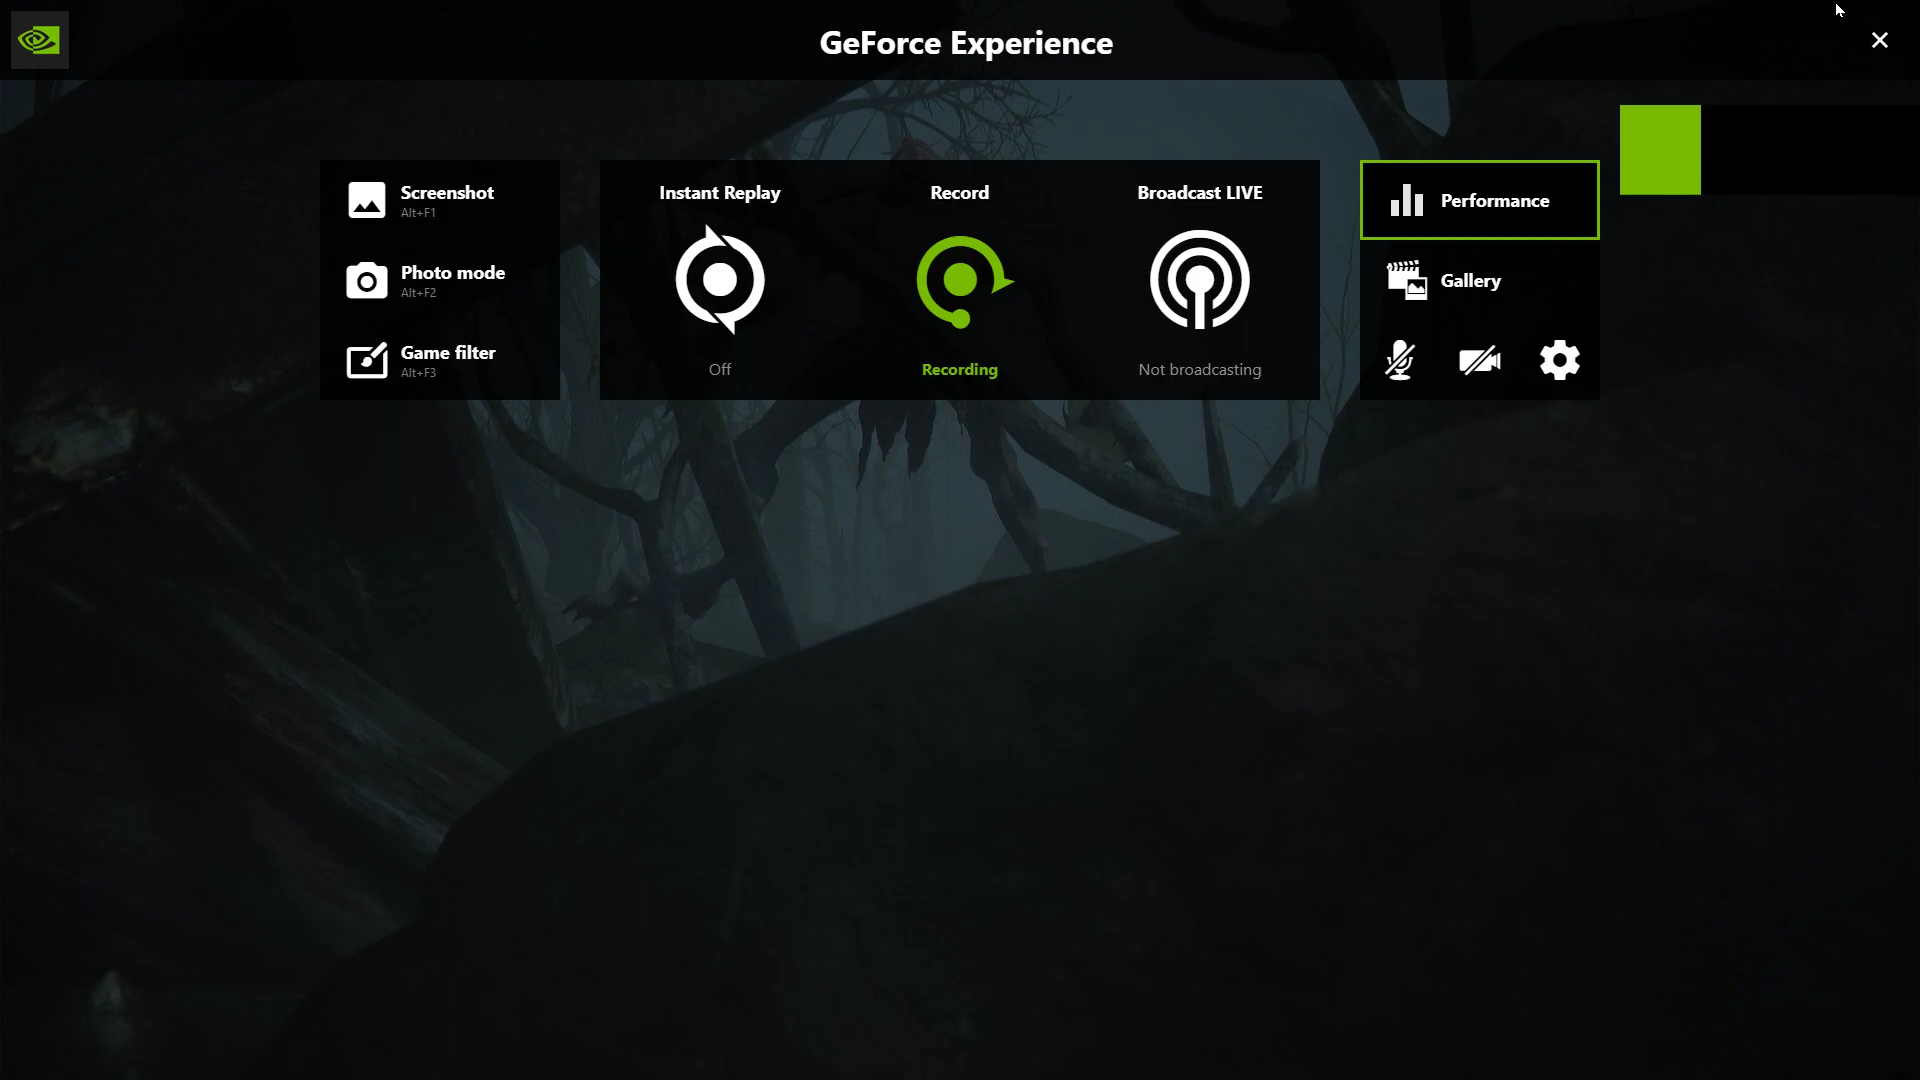 GeForce Experience
Screenshot
Alt+F1
Photo mode
Alt+F2
Game filter
Alt+F3
Instant Replay
Off
Record
Recording
Broadcast LIVE
Not broadcasting
Performance
Gallery